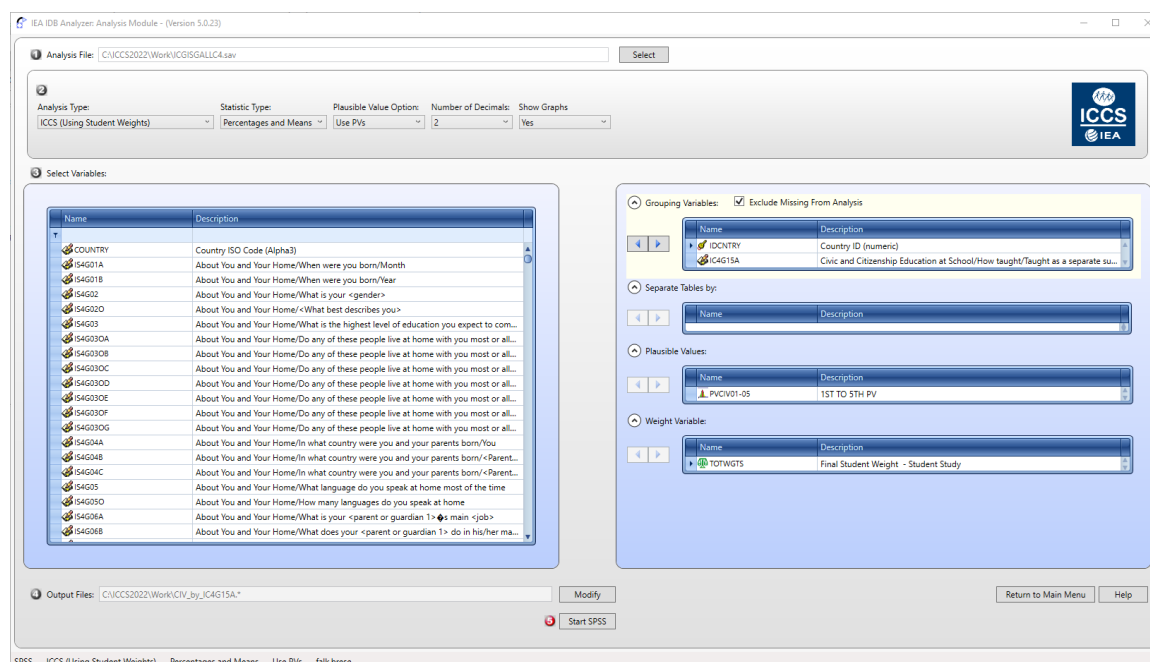 IEA IDB Analyzer: Analysis Module - (Version 5.0.23)
1 Analysis File: C:\ICCS2022\Work\ICGISGALLC4.sav Select
2
Analysis Type: Statistic Type: Plausible Value Option: Number of Decimals: Show Graphs
ICCS (Using Student Weights) Percentages and Means Use PVs 2 Yes
ICCS
IEA
3 Select Variables:
Name Description
COUNTRY Country ISO Code (Alpha3)
IS4G01A About You and Your Home/When were you born/Month
IS4G01B About You and Your Home/When were you born/Year
IS4G02 About You and Your Home/What is your <gender>
IS4G02O About You and Your Home/<What best describes you>
IS4G03 About You and Your Home/What is the highest level of education you expect to com...
IS4G03OA About You and Your Home/Do any of these people live at home with you most or all...
IS4G03OB About You and Your Home/Do any of these people live at home with you most or all...
IS4G03OC About You and Your Home/Do any of these people live at home with you most or all...
IS4G03OD About You and Your Home/Do any of these people live at home with you most or all...
IS4G03OE About You and Your Home/Do any of these people live at home with you most or all...
IS4G03OF About You and Your Home/Do any of these people live at home with you most or all...
IS4G03OG About You and Your Home/Do any of these people live at home with you most or all...
IS4G04A About You and Your Home/In what country were you and your parents born/You
IS4G04B About You and Your Home/In what country were you and your parents born/<Parent...
IS4G04C About You and Your Home/In what country were you and your parents born/<Parent...
IS4G05 About You and Your Home/What language do you speak at home most of the time
IS4G05O About You and Your Home/How many languages do you speak at home
IS4G06A About You and Your Home/What is your <parent or guardian 1>�s main <job>
IS4G06B About You and Your Home/What does your <parent or guardian 1> do in his/her ma...
Grouping Variables: Exclude Missing From Analysis
Name Description
IDCNTRY Country ID (numeric)
IC4G15A Civic and Citizenship Education at School/How taught/Taught as a separate su...
Separate Tables by:
Name Description
Plausible Values:
Name Description
PVCIV01-05 1ST TO 5TH PV
Weight Variable:
Name Description
TOTWGTS Final Student Weight - Student Study
4 Output Files: C:\ICCS2022\Work\CIV_by_IC4G15A.* Modify Return to Main Menu Help
5 Start SPSS
SPSS ICCS (Using Student Weights) Percentages and Means Use PVs falk.brese